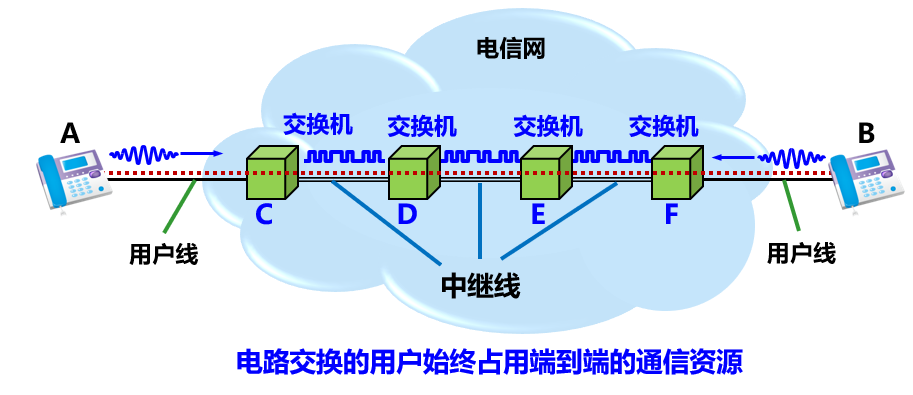 电信网
交换机 交换机 交换机 交换机
A B
C D E F
用户线 用户线
中继线
电路交换的用户始终占用端到端的通信资源